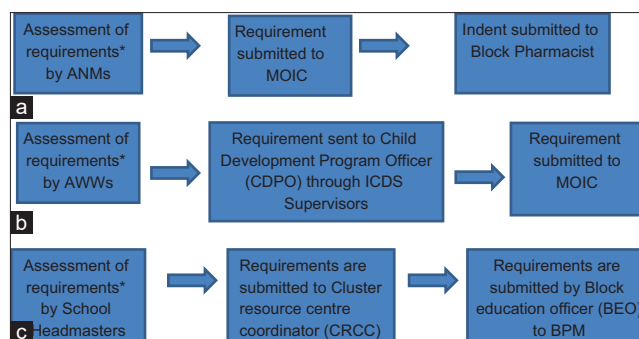 Assessment of
requirements*
by ANMs
Requirement
submitted to
MOIC
Indent submitted to
Block Pharmacist
a
Assessment of
requirements*
by AWWs
Requirement sent to Child
Development Program Officer
(CDPO) through ICDS
Supervisors
Requirement
submitted to
MOIC
b
Assessment of
requirements*
by School
Headmasters
Requirements are
submitted to Cluster
resource centre
coordinator (CRCC)
Requirements are
submitted by Block
education officer (BEO)
to BPM
c